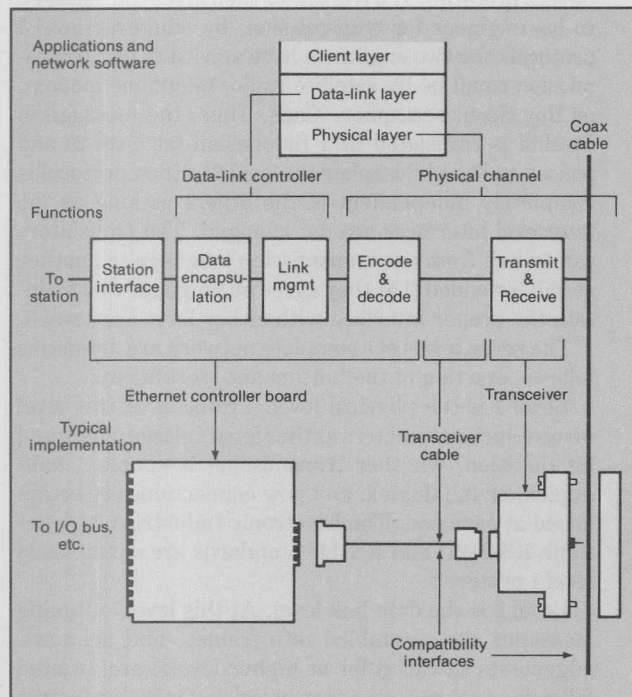 Applications and
network software
Client layer
Data-link layer
Physical layer
Coax
cable
Data-link controller
Physical channel
Functions
To
station
Station
interface
Data
encapsu-
lation
Link
mgmt
Encode
&
decode
Transmit
&
Receive
Ethernet controller board
Transceiver
Typical
implementation
Transceiver
cable
To I/O bus,
etc.
Compatibility
interfaces